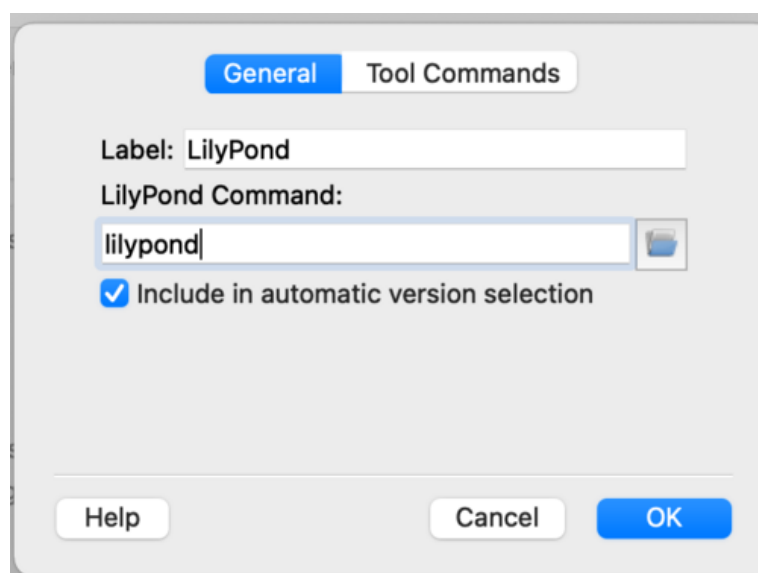 General Tool Commands
Label: LilyPond
LilyPond Command:
lilypond
Include in automatic version selection
Help Cancel OK